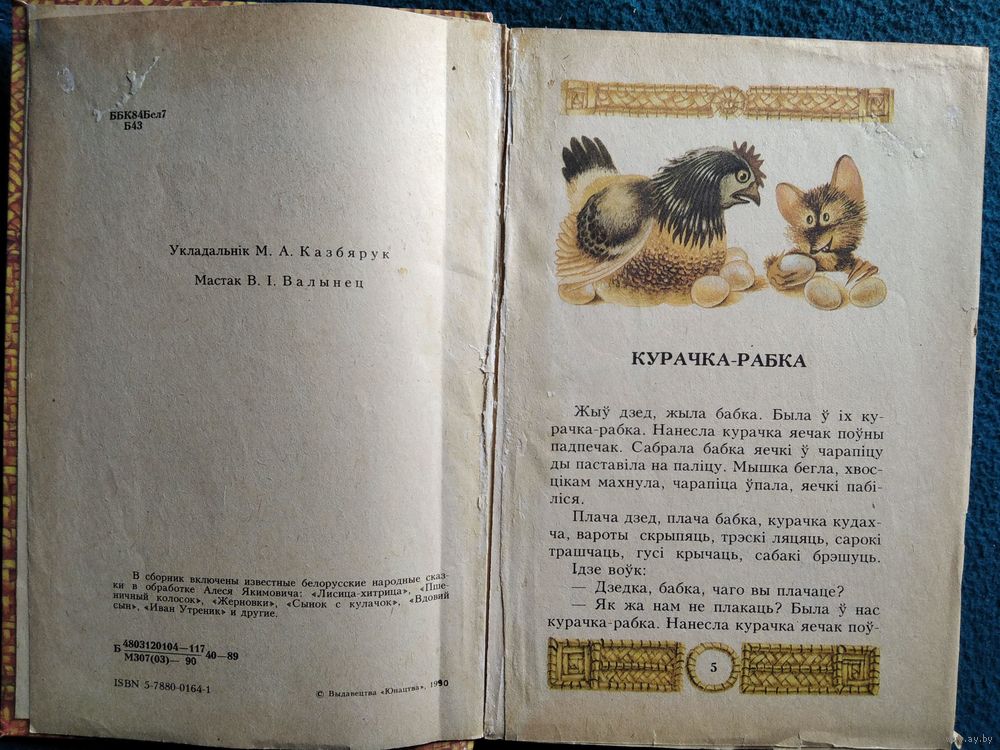 ББК84Бел7
Б43
Укладальнік М. А. Казбярук
Мастак В. І. Валынец
В сборник включены известные белорусские народные сказ-
ки в обработке Алеся Якимовича: «Лисица-хитрица», «Пше-
ничный колосок», «Жерновки», «Сынок с кулачок», «Вдовий
сын», «Иван Утреник» и другие.
Б 4803120104—117 40—89
М307(03)— 90
ISBN 5-7880-0164-1
© Выдавецтва «Юнацтва», 1990
КУРАЧКА-РАБКА
Жыў дзед, жыла бабка. Была ў іх ку-
рачка-рабка. Нанесла курачка яечак поўны
падпечак. Сабрала бабка яечкі ў чарапіцу
ды паставіла на паліцу. Мышка бегла, хвос-
цікам махнула, чарапіца ўпала, яечкі пабі-
ліся.
Плача дзед, плача бабка, курачка кудах-
ча, вароты скрыпяць, трэскі ляцяць, сарокі
трашчаць, гусі крычаць, сабакі брэшуць.
Ідзе воўк:
— Дзедка, бабка, чаго вы плачаце?
— Як жа нам не плакаць? Была ў нас
курачка-рабка. Нанесла курачка яечак поў-
5
ay.by